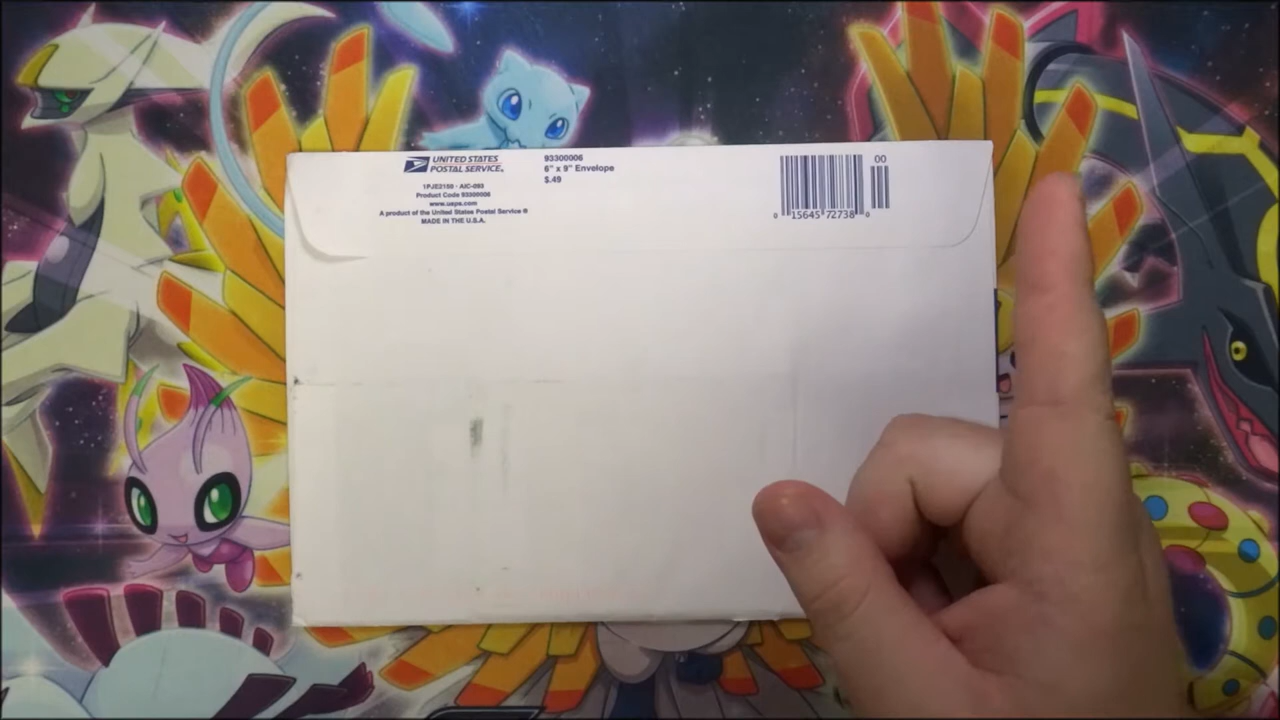 UNITED STATES
POSTAL SERVICE®
1PJE2159 - AIC-093
Product Code 93300006
www.usps.com
A product of the United States Postal Service ®
MADE IN THE U.S.A.
93300006
6" x 9" Envelope
$.49
00
0 15645 72738 0